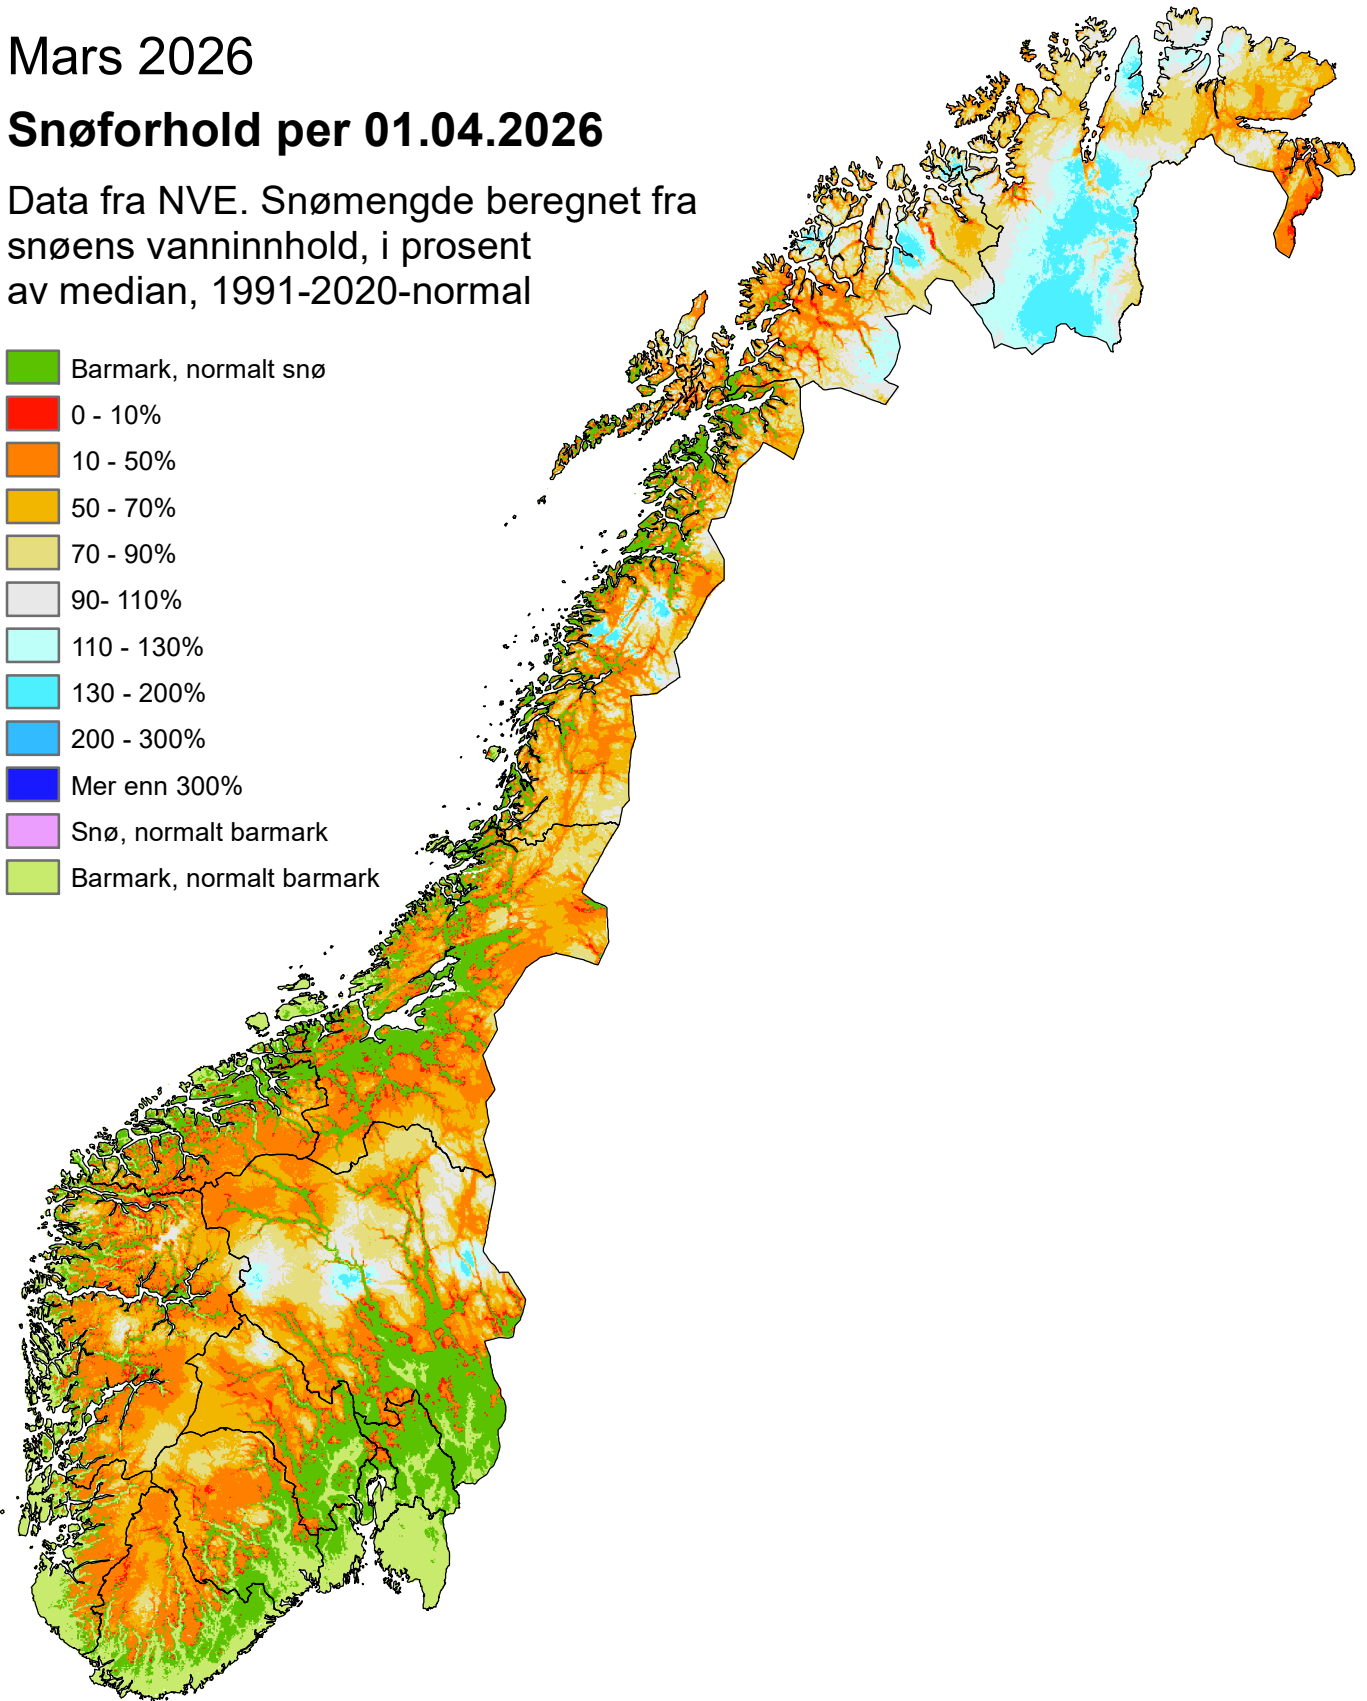 Mars 2026
Snøforhold per 01.04.2026
Data fra NVE. Snømengde beregnet fra
snøens vanninnhold, i prosent
av median, 1991-2020-normal
Barmark, normalt snø
0 - 10%
10 - 50%
50 - 70%
70 - 90%
90- 110%
110 - 130%
130 - 200%
200 - 300%
Mer enn 300%
Snø, normalt barmark
Barmark, normalt barmark